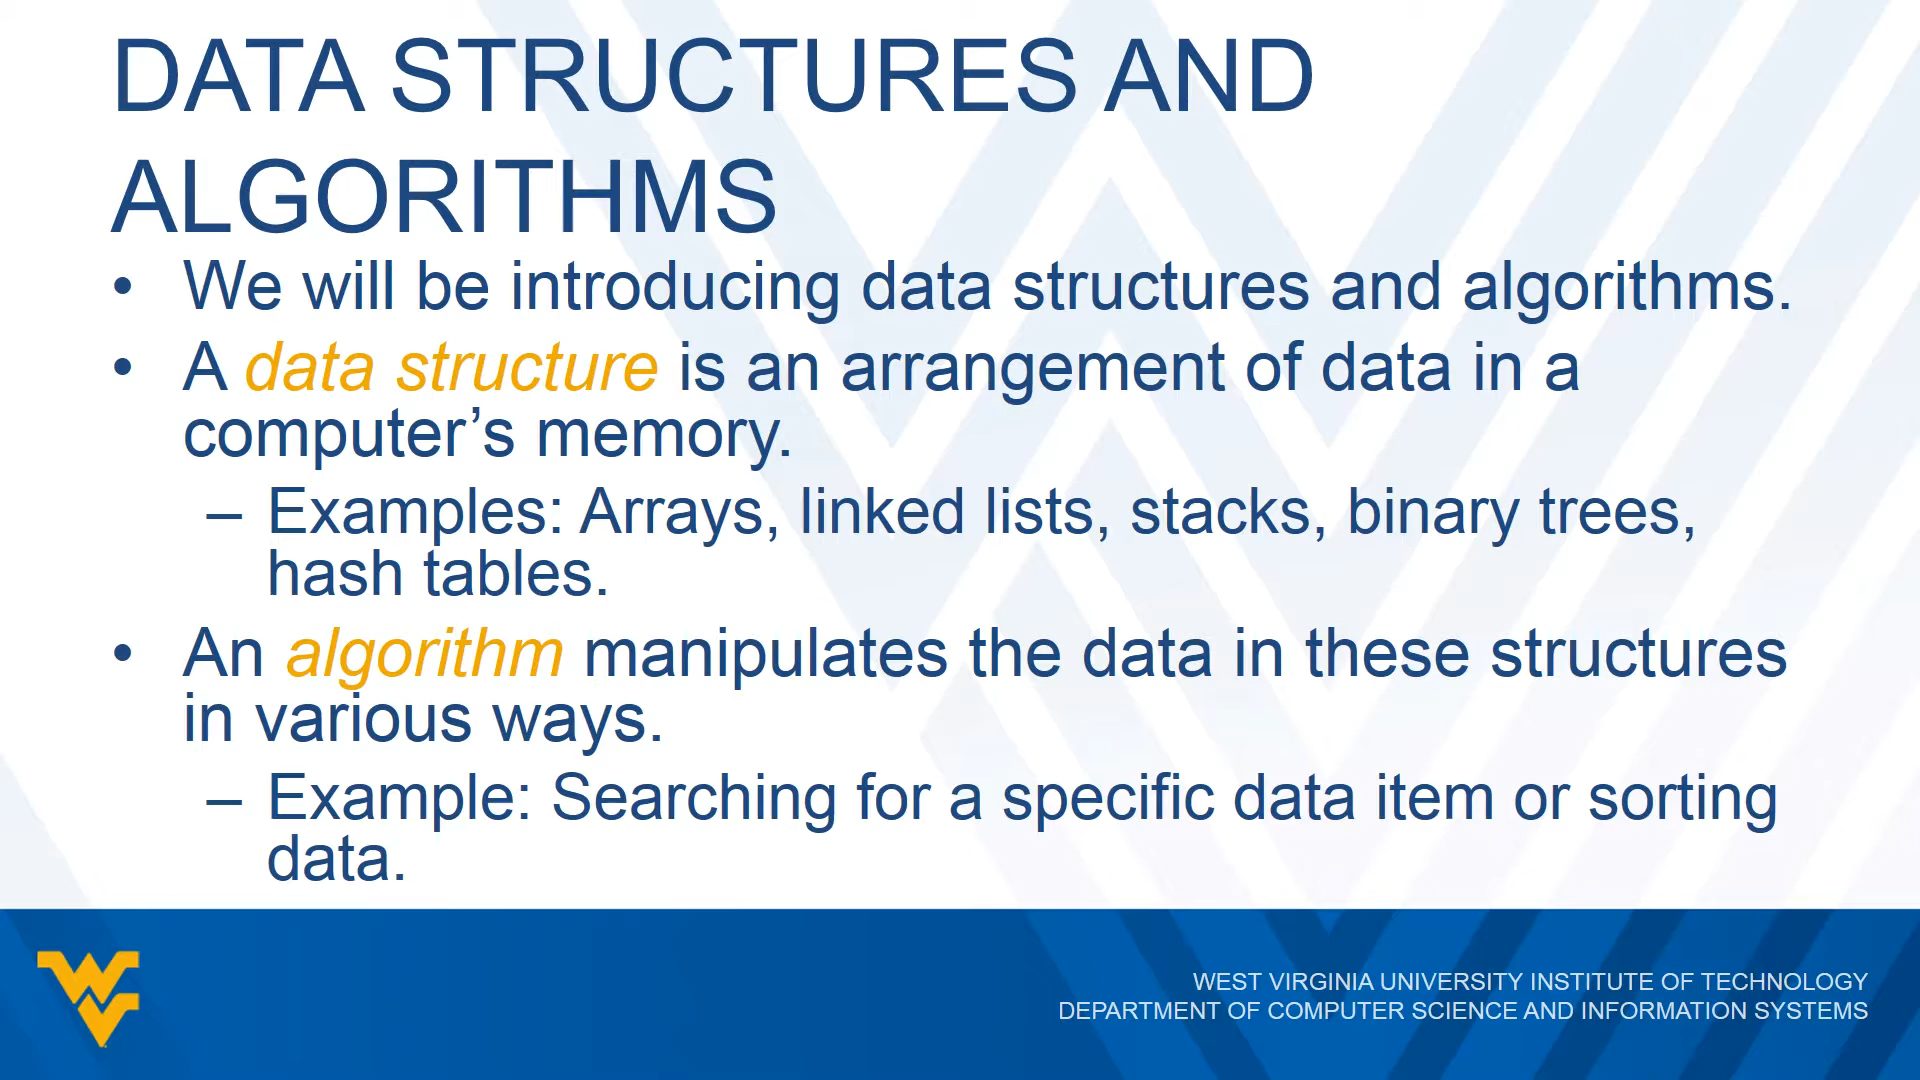 DATA STRUCTURES AND
ALGORITHMS
• We will be introducing data structures and algorithms.
• A data structure is an arrangement of data in a
computer’s memory.
– Examples: Arrays, linked lists, stacks, binary trees,
hash tables.
• An algorithm manipulates the data in these structures
in various ways.
– Example: Searching for a specific data item or sorting
data.
WEST VIRGINIA UNIVERSITY INSTITUTE OF TECHNOLOGY
DEPARTMENT OF COMPUTER SCIENCE AND INFORMATION SYSTEMS